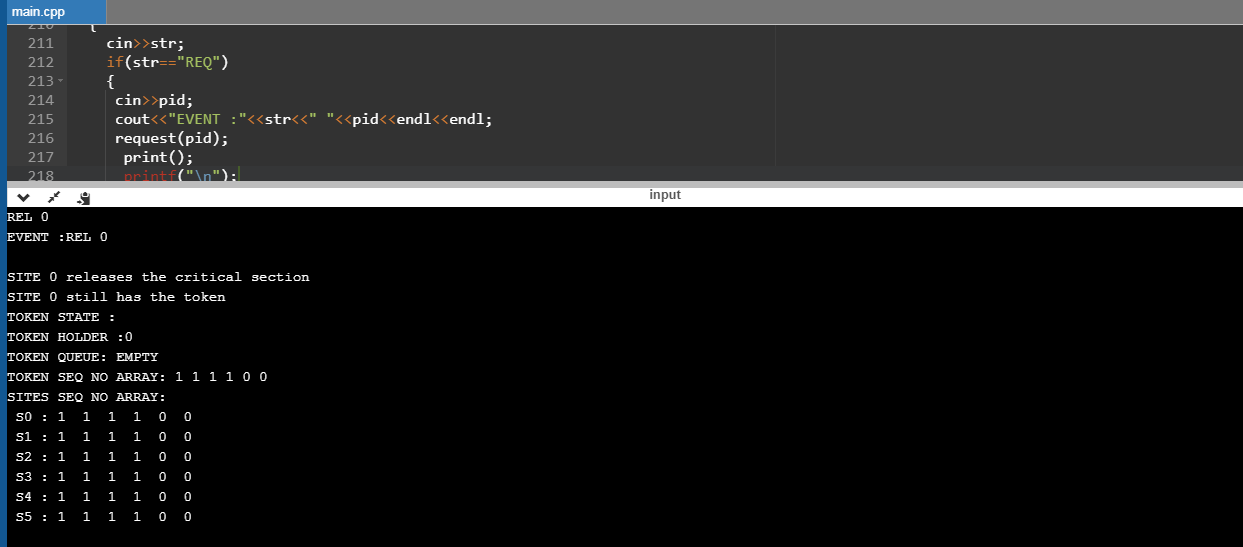 main.cpp
210 {
211 cin>>str;
212 if(str=="REQ")
213 {
214 cin>>pid;
215 cout<<"EVENT :"<<str<<" "<<pid<<endl<<endl;
216 request(pid);
217 print();
218 printf("\n");
input
REL 0
EVENT :REL 0
SITE 0 releases the critical section
SITE 0 still has the token
TOKEN STATE :
TOKEN HOLDER :0
TOKEN QUEUE: EMPTY
TOKEN SEQ NO ARRAY: 1 1 1 1 0 0
SITES SEQ NO ARRAY:
S0 : 1 1 1 1 0 0
S1 : 1 1 1 1 0 0
S2 : 1 1 1 1 0 0
S3 : 1 1 1 1 0 0
S4 : 1 1 1 1 0 0
S5 : 1 1 1 1 0 0